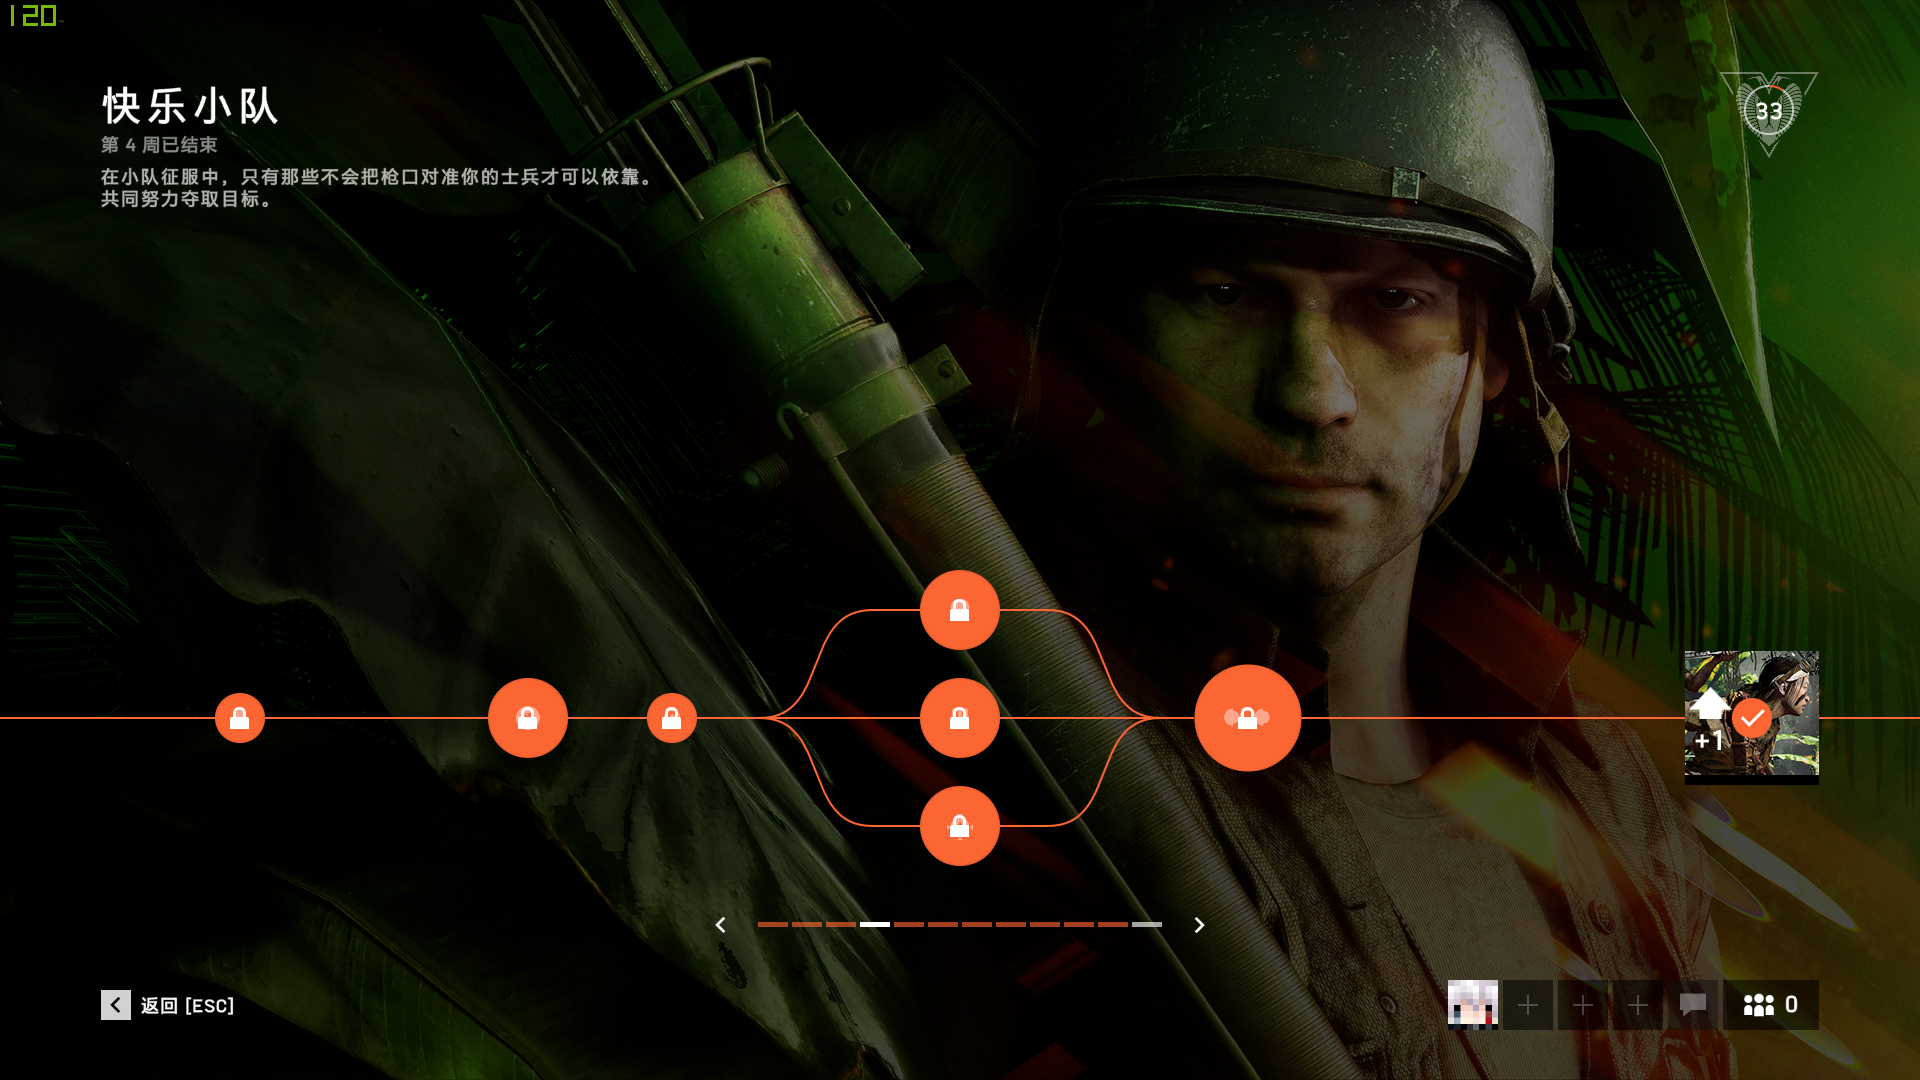 120
快乐小队
33
第 4 周已结束
在小队征服中，只有那些不会把枪口对准你的士兵才可以依靠。
共同努力夺取目标。
+1
返回 [ESC]
0